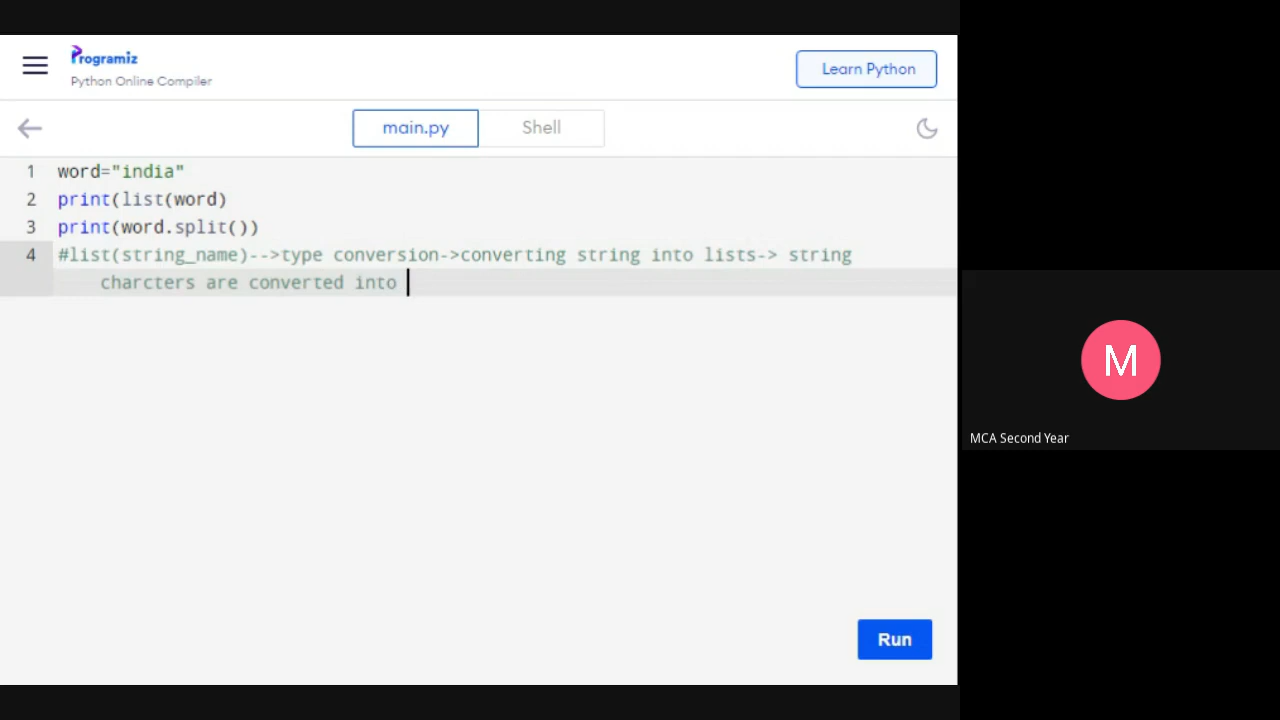 Programiz
Python Online Compiler
Learn Python
main.py
Shell
1 word="india"
2 print(list(word)
3 print(word.split())
4 #list(string_name)-->type conversion->converting string into lists-> string
charcters are converted into
Run
M
MCA Second Year